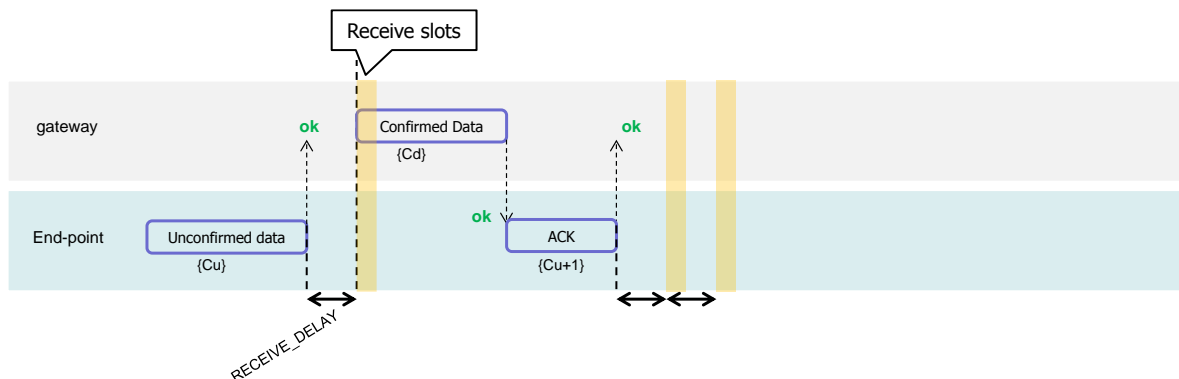 Receive slots
gateway
ok
Confirmed Data
ok
{Cd}
ok
End-point
Unconfirmed data
ACK
{Cu}
{Cu+1}
RECEIVE_DELAY